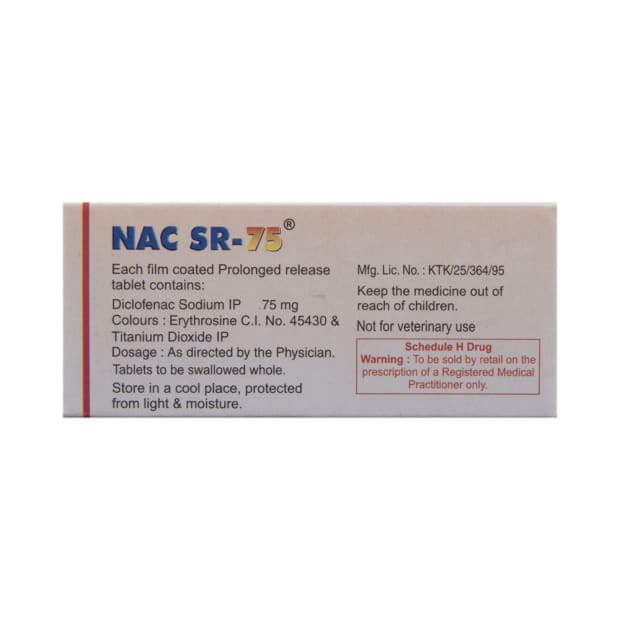 NAC SR-75®
Each film coated Prolonged release
tablet contains:
Diclofenac Sodium IP 75 mg
Colours : Erythrosine C.I. No. 45430 &
Titanium Dioxide IP
Dosage : As directed by the Physician.
Tablets to be swallowed whole.
Store in a cool place, protected
from light & moisture.
Mfg. Lic. No. : KTK/25/364/95
Keep the medicine out of
reach of children.
Not for veterinary use
Schedule H Drug
Warning : To be sold by retail on the
prescription of a Registered Medical
Practitioner only.